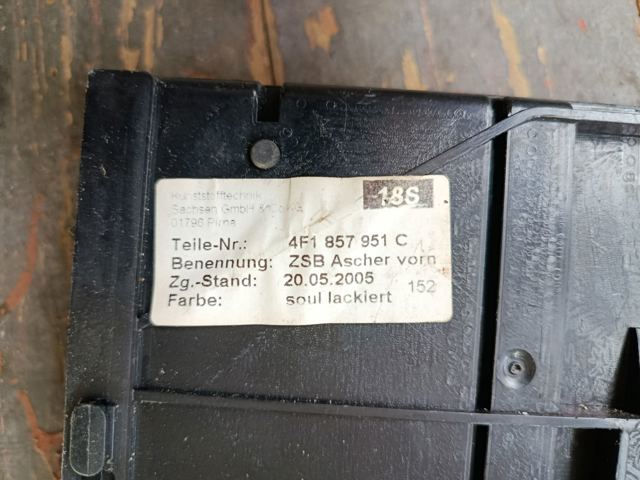 Kunststofftechnik
Sachsen GmbH & Co.
01796 Pirna
18S
Teile-Nr.: 4F1 857 951 C
Benennung: ZSB Ascher vorn
Zg.-Stand: 20.05.2005
152
Farbe: soul lackiert